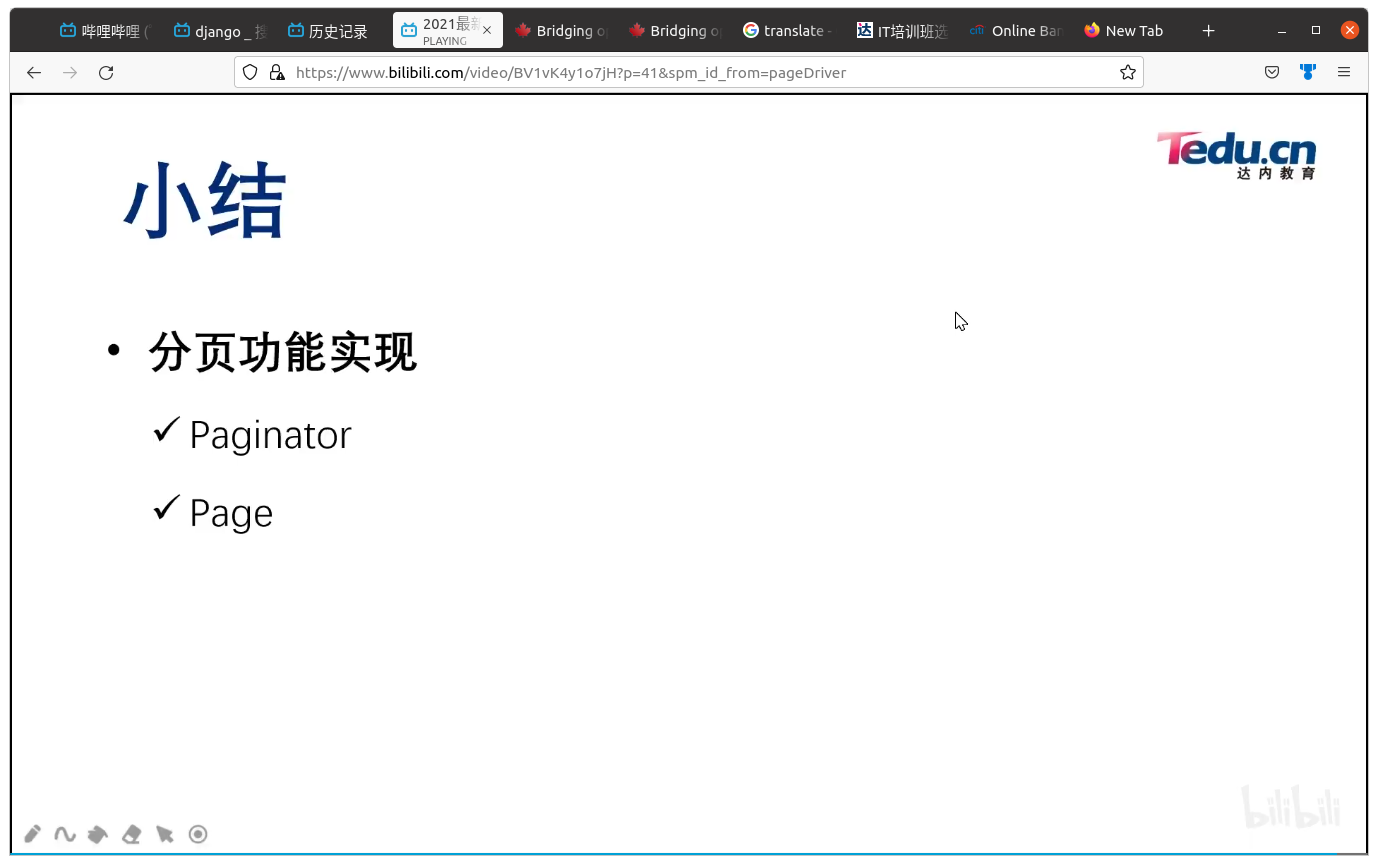 哔哩哔哩 (
django _ 搜
历史记录
2021最新
PLAYING
Bridging o
Bridging o
translate -
IT培训班选
Online Ban
New Tab
https://www.bilibili.com/video/BV1vK4y1o7jH?p=41&spm_id_from=pageDriver
Tedu.cn
达内教育
小结
• 分页功能实现
✓ Paginator
✓ Page
bilibili